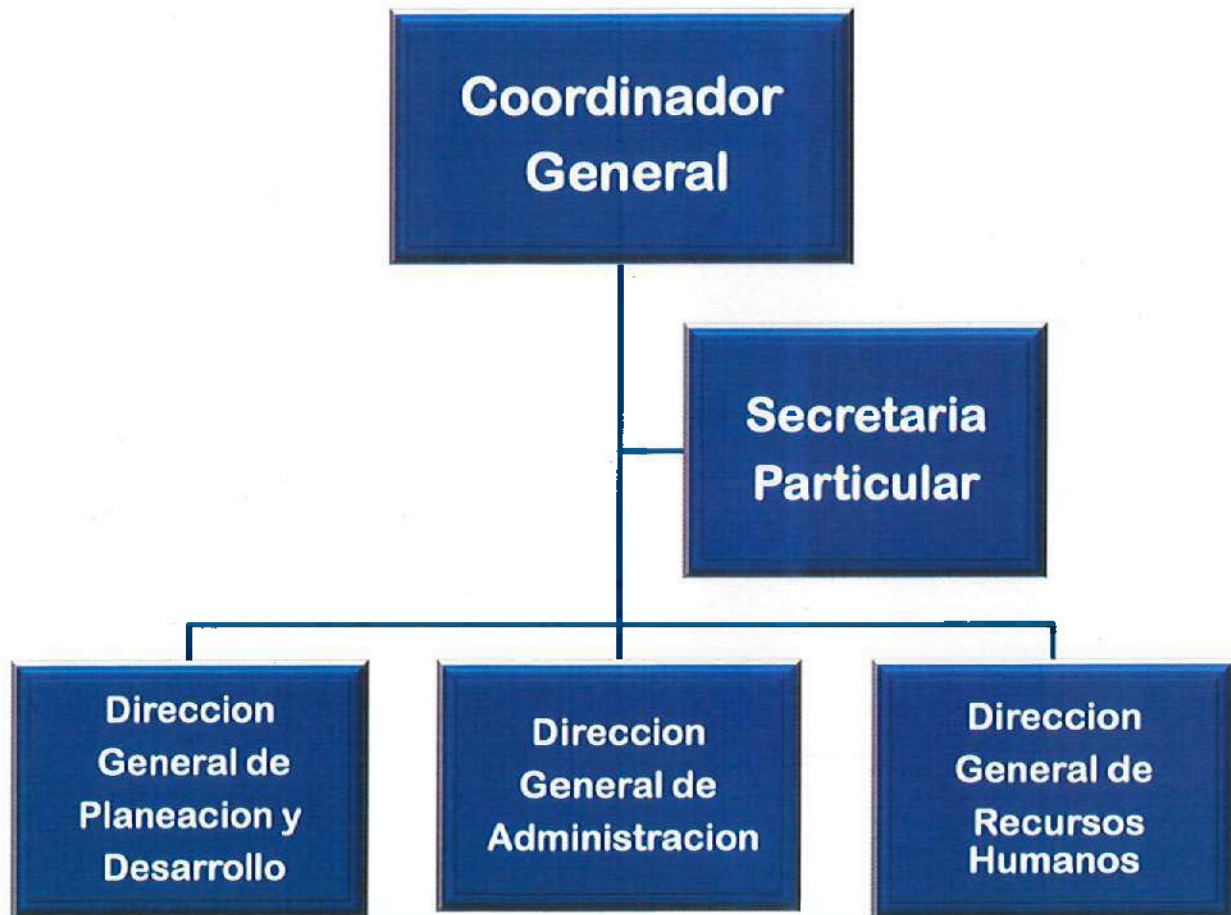 Coordinador
General
Secretaria
Particular
Direccion
General de
Planeacion y
Desarrollo
Direccion
General de
Administracion
Direccion
General de
Recursos
Humanos